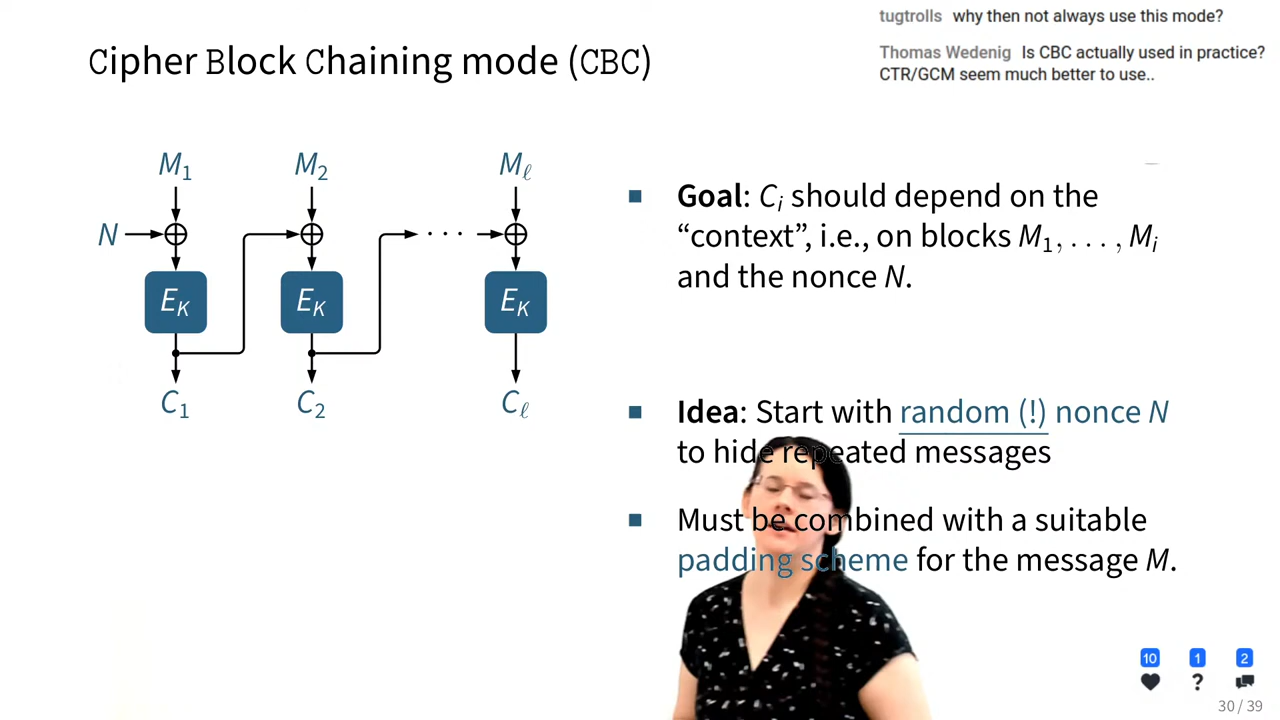 tugtrolls why then not always use this mode?
Thomas Wedenig Is CBC actually used in practice?
CTR/GCM seem much better to use..
Cipher Block Chaining mode (CBC)
M₁ M₂ Mℓ
N ⊕ ⊕ ··· ⊕
E_K E_K E_K
C₁ C₂ Cℓ
■ Goal: Cᵢ should depend on the
“context”, i.e., on blocks M₁, . . . , Mᵢ
and the nonce N.
■ Idea: Start with random (!) nonce N
to hide repeated messages
■ Must be combined with a suitable
padding scheme for the message M.
10 1 2
?
30 / 39